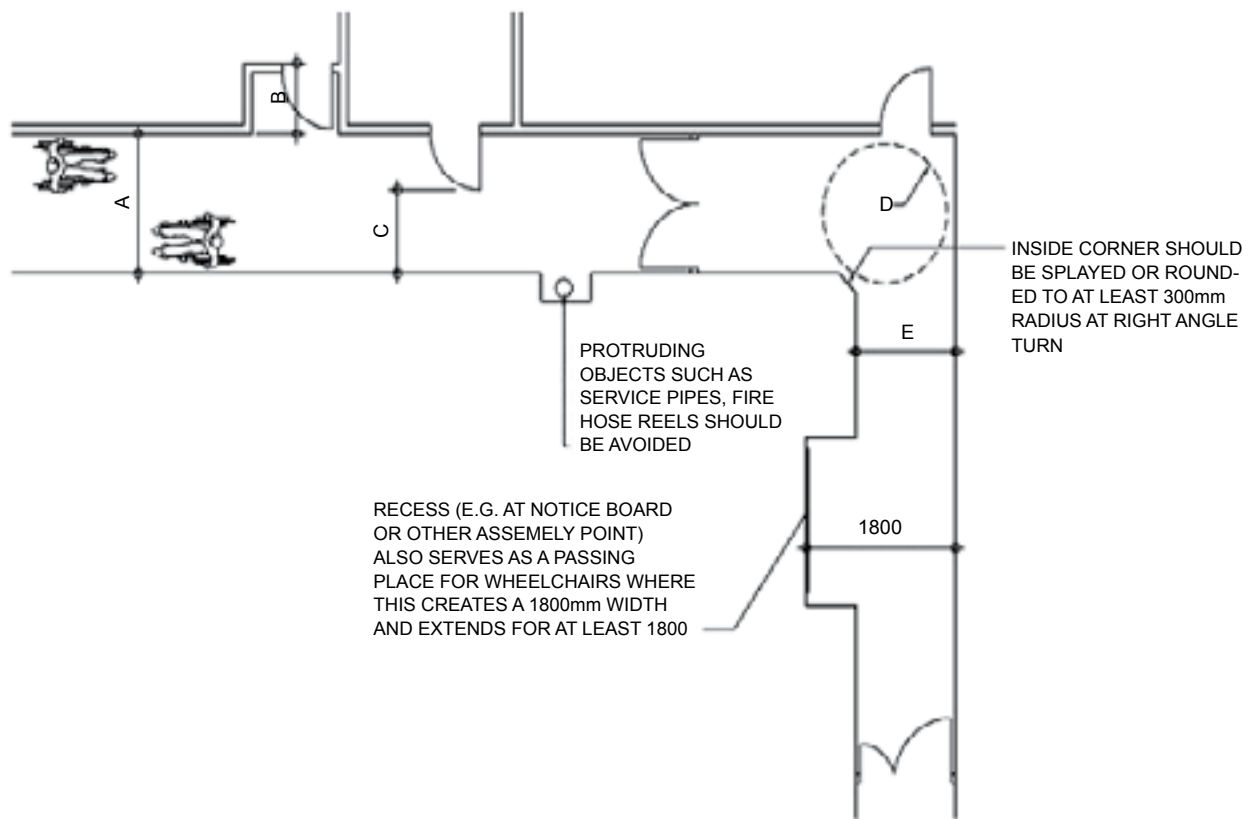 B
A
C
D
INSIDE CORNER SHOULD
BE SPLAYED OR ROUND-
ED TO AT LEAST 300mm
RADIUS AT RIGHT ANGLE
TURN
E
PROTRUDING
OBJECTS SUCH AS
SERVICE PIPES, FIRE
HOSE REELS SHOULD
BE AVOIDED
RECESS (E.G. AT NOTICE BOARD
OR OTHER ASSEMELY POINT)
ALSO SERVES AS A PASSING
PLACE FOR WHEELCHAIRS WHERE
THIS CREATES A 1800mm WIDTH
AND EXTENDS FOR AT LEAST 1800
1800